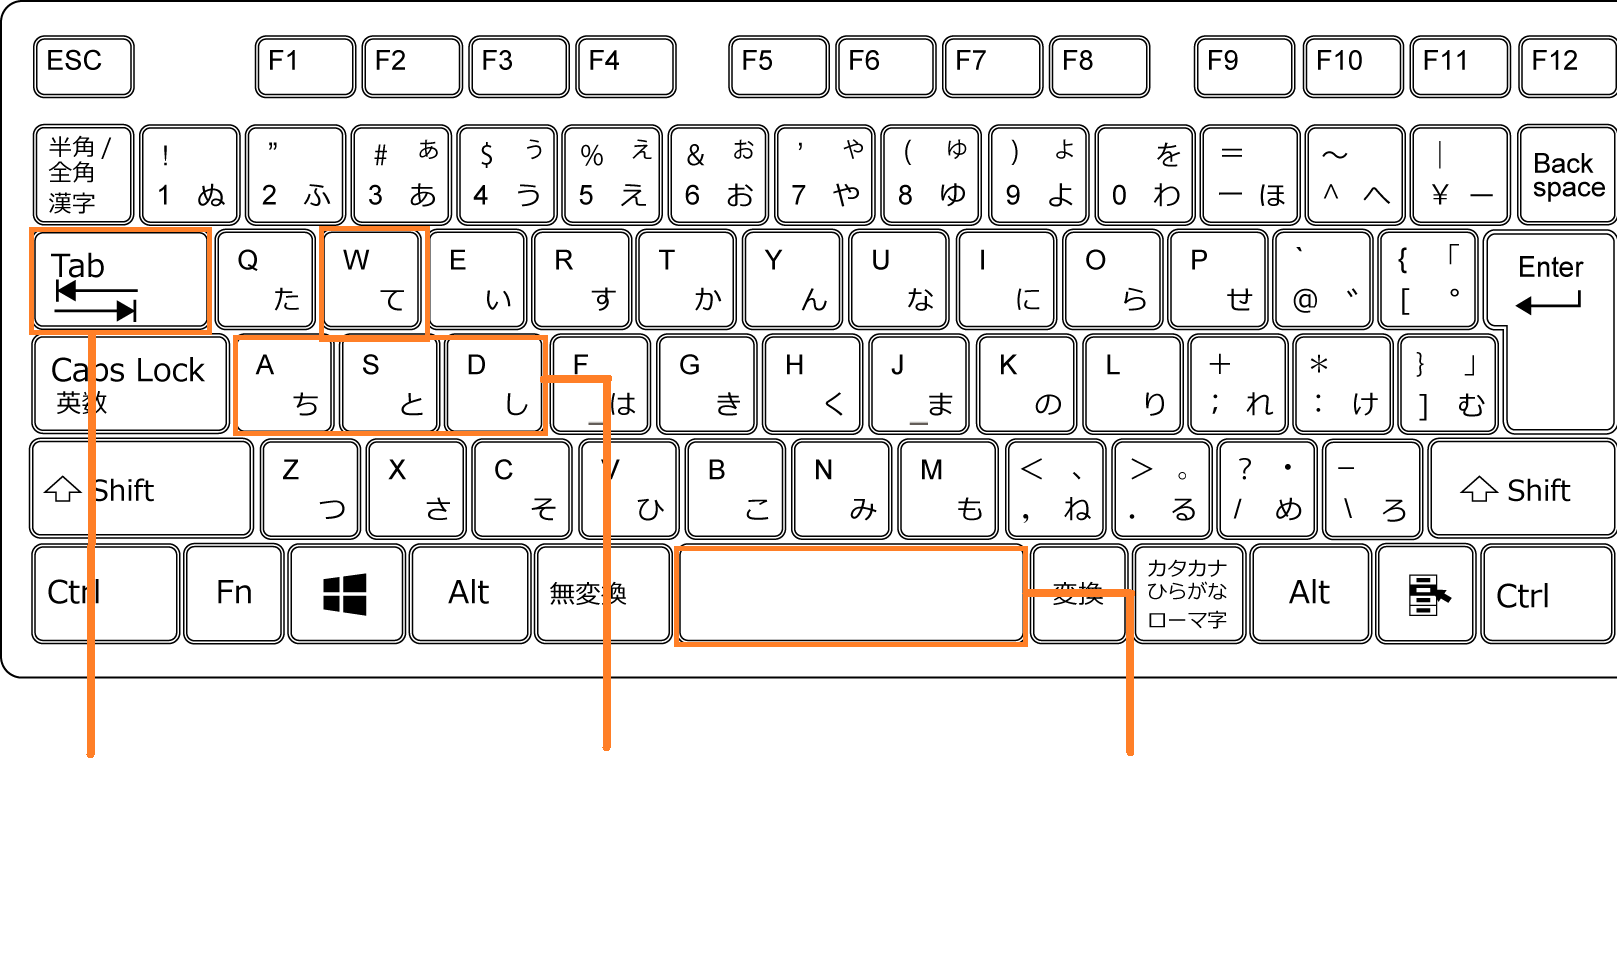 ESC F1 F2 F3 F4 F5 F6 F7 F8 F9 F10 F11 F12
半角 /
全角
漢字
! 1 ぬ
” 2 ふ
# ぁ
3 あ
$ ぅ
4 う
% ぇ
5 え
& ぉ
6 お
’ ゃ
7 や
( ゅ
8 ゆ
) ょ
9 よ
を
0 わ
=
ー ほ
～
^ へ
|
¥ ー
Back
space
Tab
Q た
W て
E い
R す
T か
Y ん
U な
I に
O ら
P せ
`
@ ゛
{ 「
[ ゜
Enter
Caps Lock
英数
A ち
S と
D し
F は
G き
H く
J ま
K の
L り
+
; れ
*
: け
} 」
] む
Shift
Z つ
X さ
C そ
V ひ
B こ
N み
M も
< 、
, ね
> 。
. る
? ・
/ め
_
\ ろ
Shift
Ctrl
Fn
Alt
無変換
変換
カタカナ
ひらがな
ローマ字
Alt
Ctrl